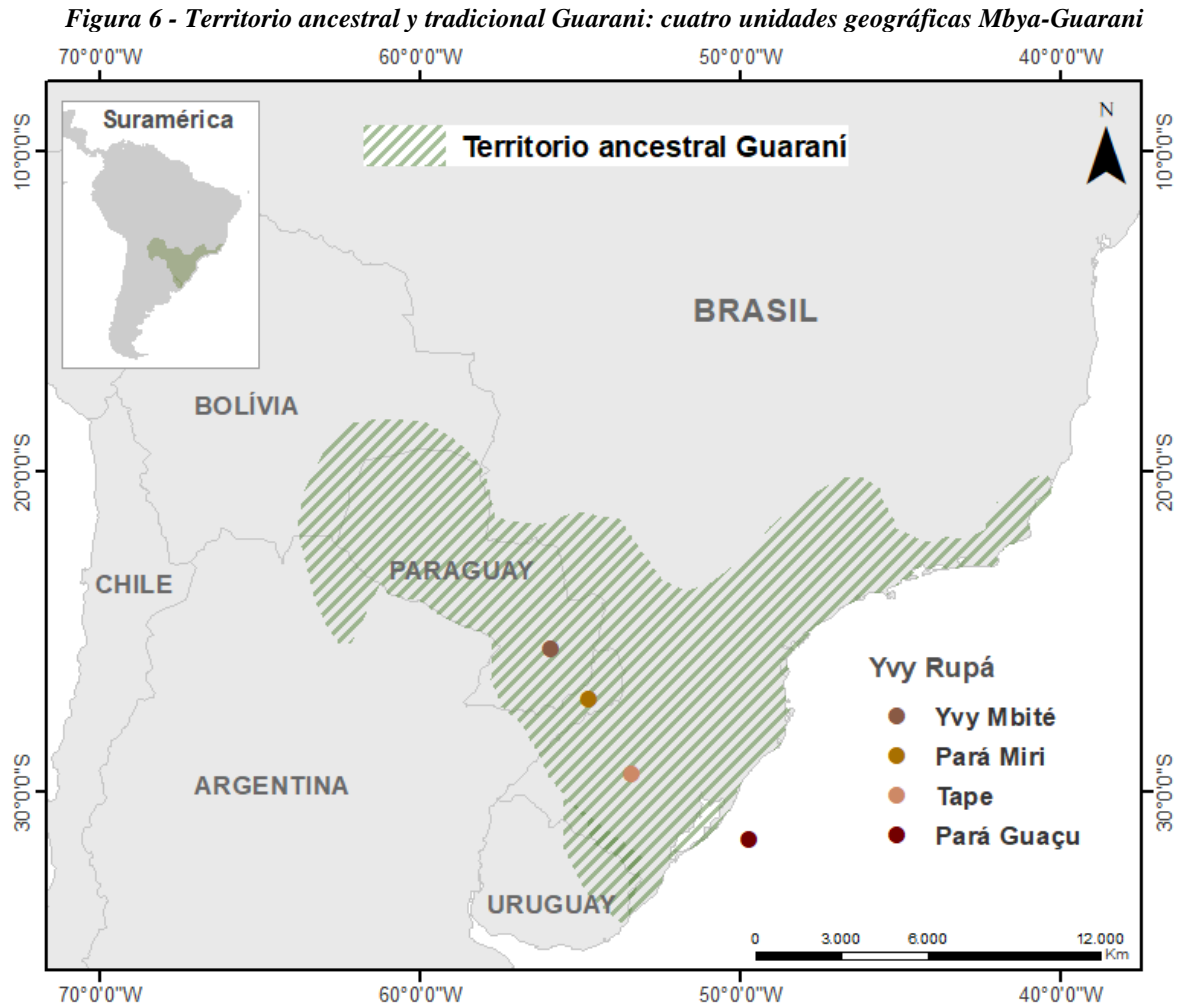 Figura 6 - Territorio ancestral y tradicional Guarani: cuatro unidades geográficas Mbya-Guarani
70°0'0"W 60°0'0"W 50°0'0"W 40°0'0"W
Suramérica
Territorio ancestral Guaraní
N
10°0'0"S 10°0'0"S
BRASIL
BOLÍVIA
20°0'0"S 20°0'0"S
PARAGUAY
CHILE
Yvy Rupá
Yvy Mbité
Pará Miri
Tape
Pará Guaçu
ARGENTINA
30°0'0"S 30°0'0"S
URUGUAY
0 3.000 6.000 12.000
Km
70°0'0"W 60°0'0"W 50°0'0"W 40°0'0"W